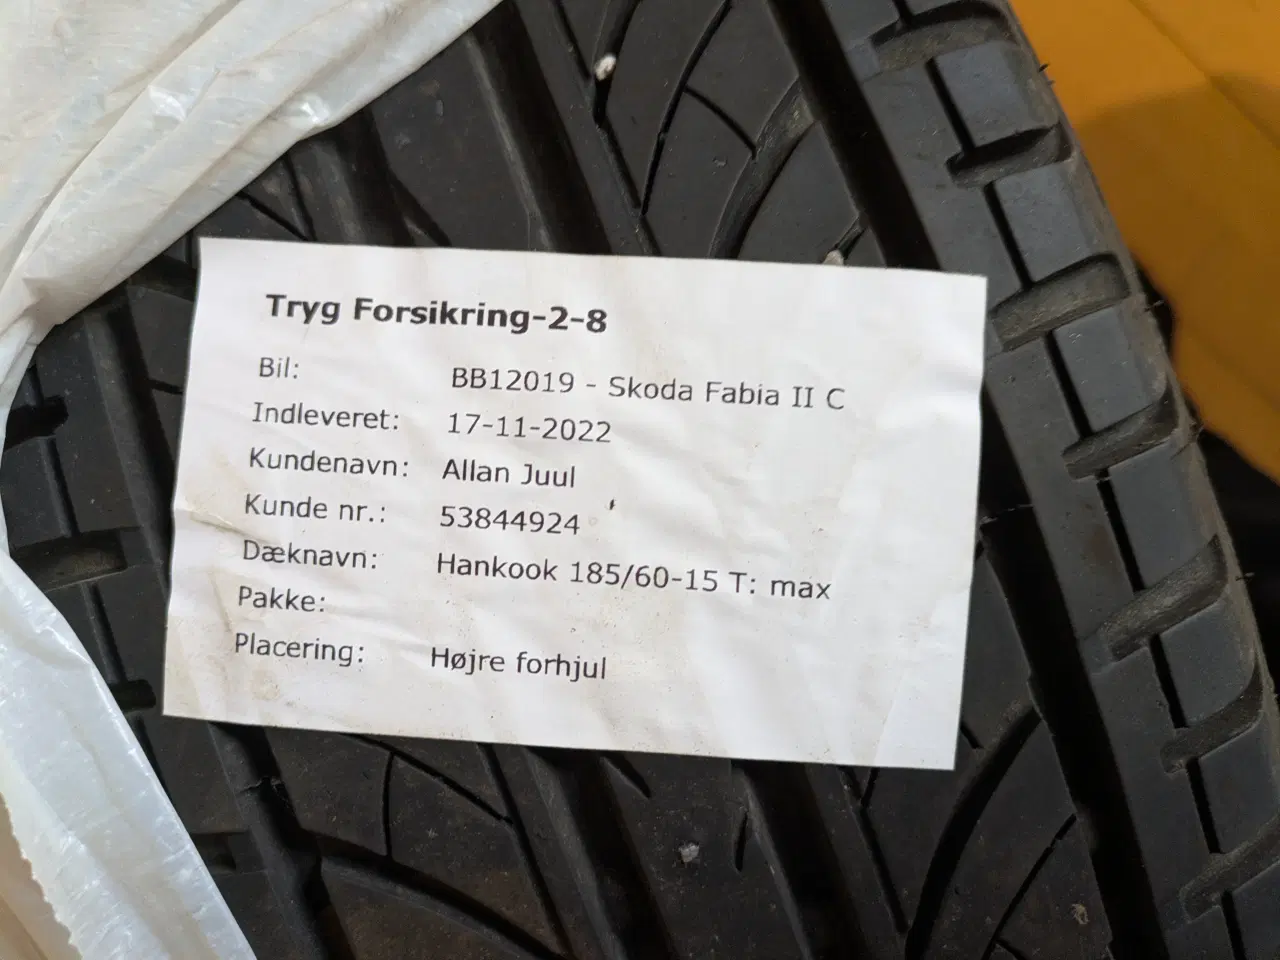 Tryg Forsikring-2-8
Bil: BB12019 - Skoda Fabia II C
Indleveret: 17-11-2022
Kundenavn: Allan Juul
Kunde nr.: 53844924
Dæknavn: Hankook 185/60-15 T: max
Pakke:
Placering: Højre forhjul